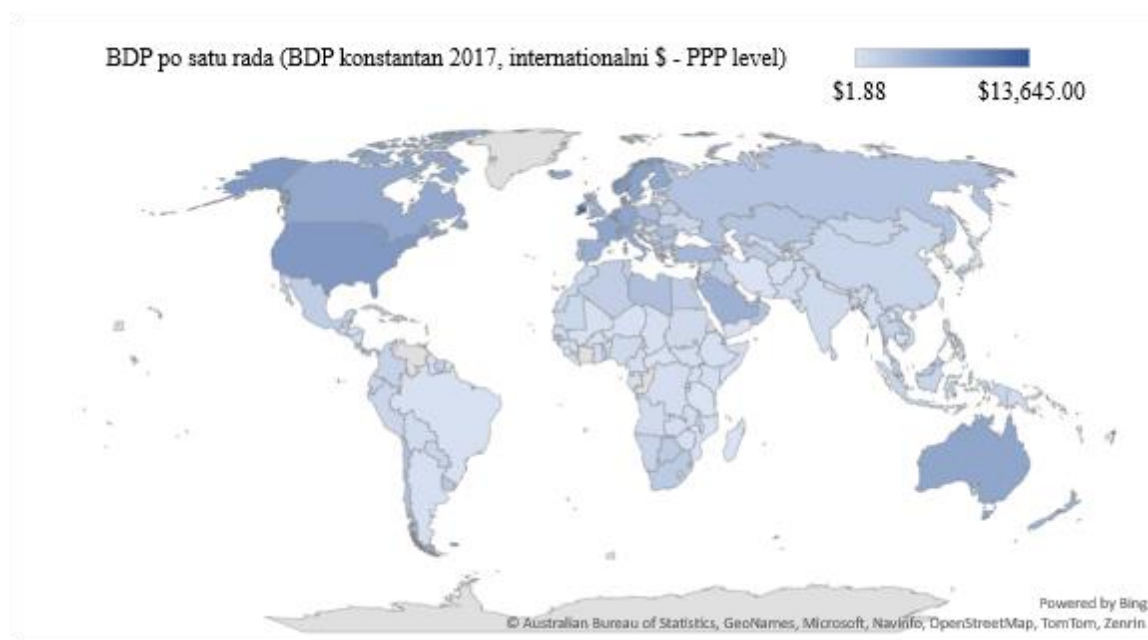 BDP po satu rada (BDP konstantan 2017, internationalni $ - PPP level)
$1.88 $13,645.00
Powered by Bing
© Australian Bureau of Statistics, GeoNames, Microsoft, Navinfo, OpenStreetMap, TomTom, Zenrin